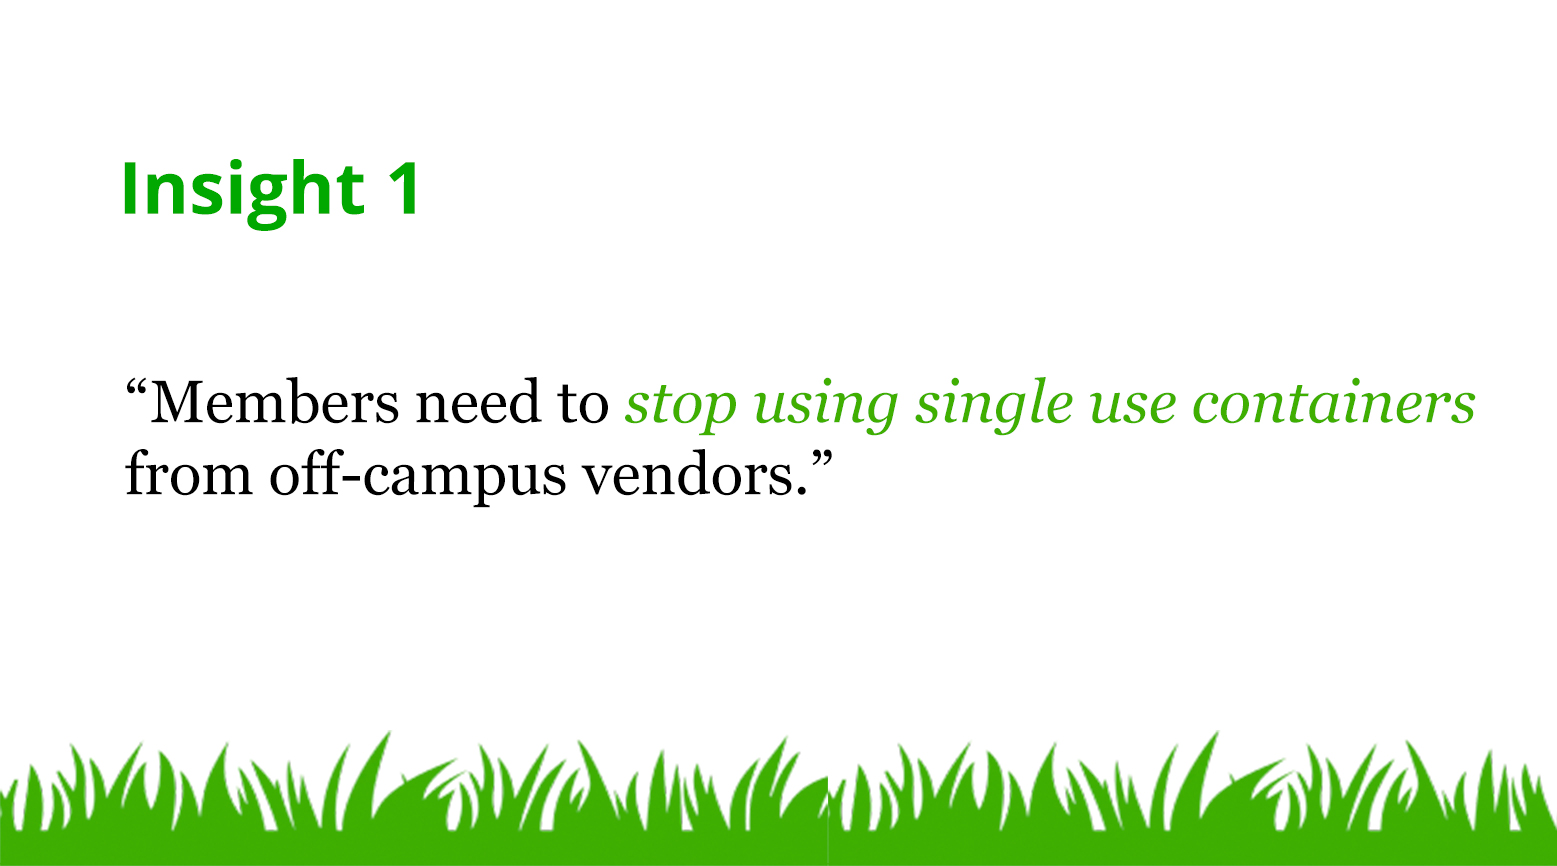 Insight 1
“Members need to stop using single use containers
from off-campus vendors.”